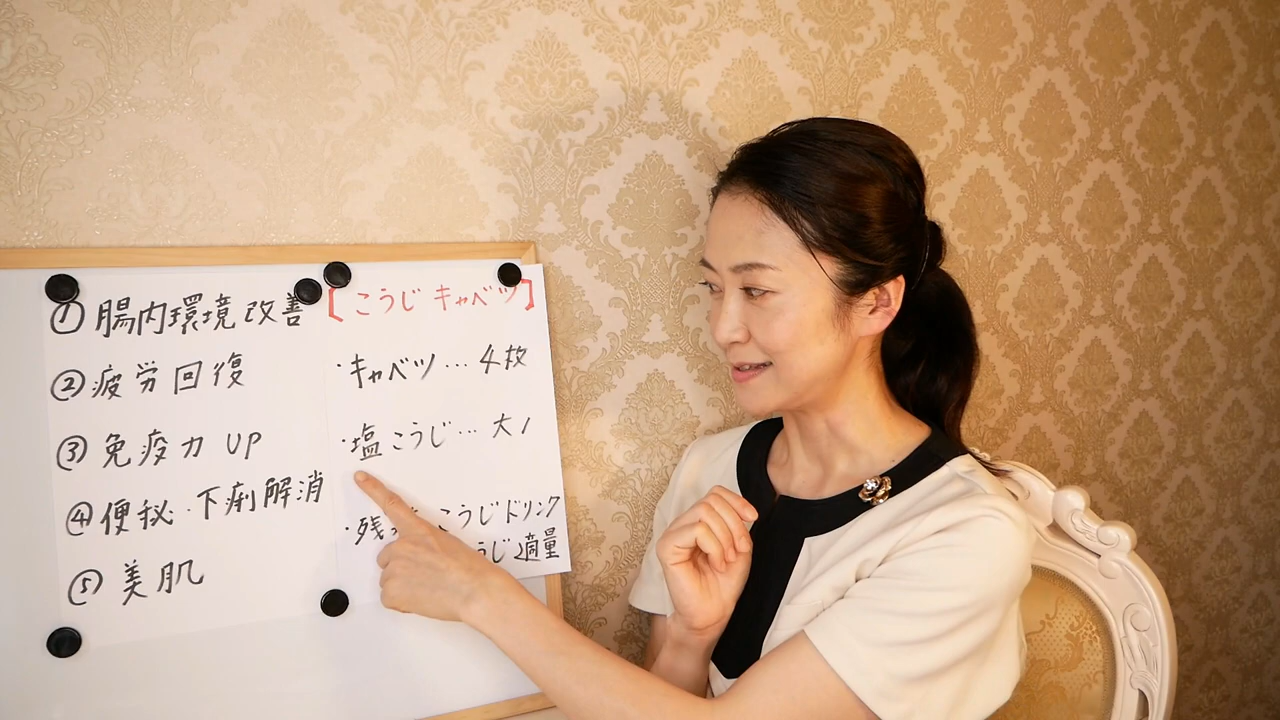 ① 腸内環境改善
② 疲労回復
③ 免疫力 UP
④ 便秘・下痢解消
⑤ 美肌
【こうじキャベツ】
・キャベツ… 4枚
・塩こうじ… 大1
・残 こうじドリンク
うじ適量